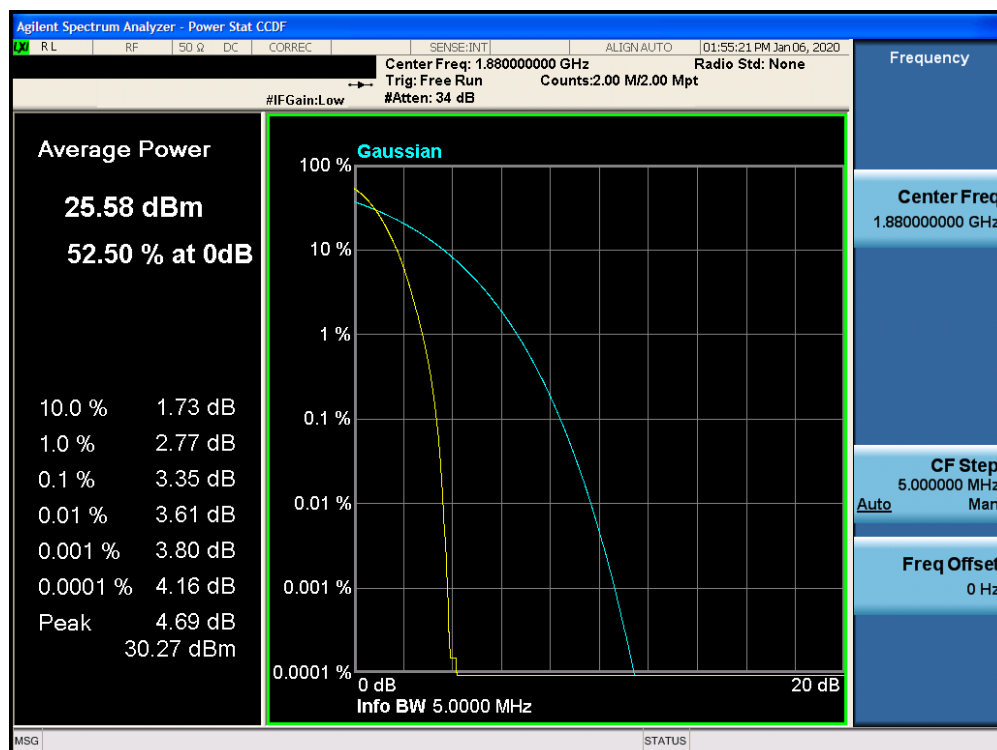 Agilent Spectrum Analyzer - Power Stat CCDF
LXI RL RF 50 Ω DC CORREC SENSE:INT ALIGN AUTO 01:55:21 PM Jan 06, 2020
Center Freq: 1.880000000 GHz Radio Std: None
Trig: Free Run Counts:2.00 M/2.00 Mpt
#IFGain:Low #Atten: 34 dB
Frequency
Center Freq
1.880000000 GHz
CF Step
5.000000 MHz
Auto Man
Freq Offset
0 Hz
Average Power
25.58 dBm
52.50 % at 0dB
10.0 % 1.73 dB
1.0 % 2.77 dB
0.1 % 3.35 dB
0.01 % 3.61 dB
0.001 % 3.80 dB
0.0001 % 4.16 dB
Peak 4.69 dB
30.27 dBm
Gaussian
100 %
10 %
1 %
0.1 %
0.01 %
0.001 %
0.0001 %
0 dB 20 dB
Info BW 5.0000 MHz
MSG STATUS